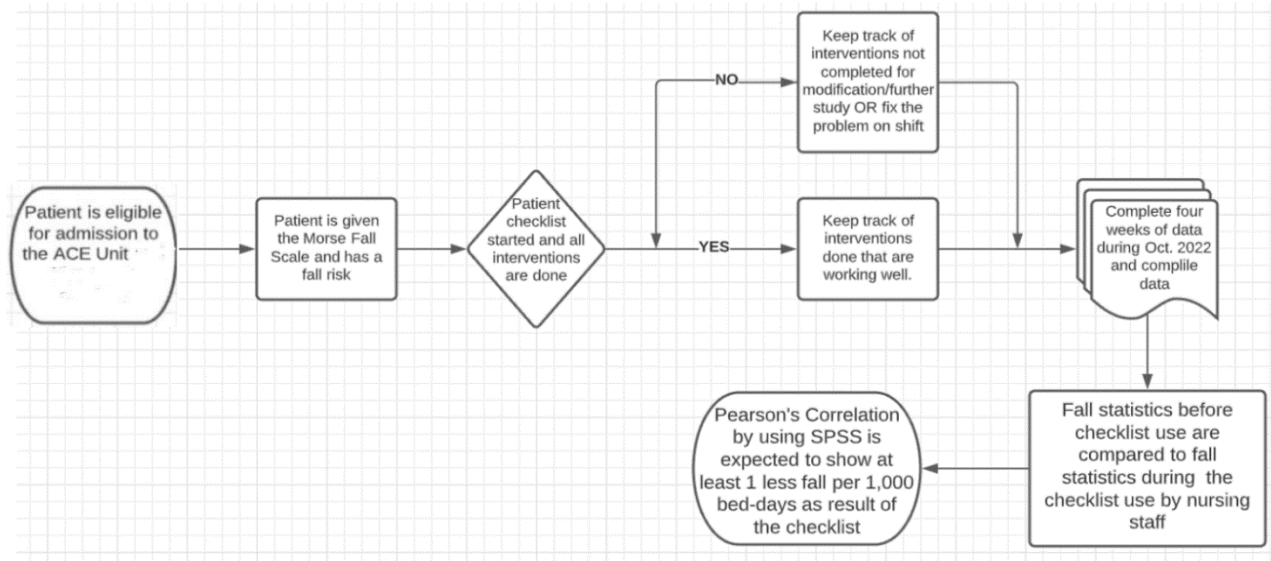 Patient is eligible
for admission to
the ACE Unit
Patient is given
the Morse Fall
Scale and has a
fall risk
Patient
checklist
started and all
interventions
are done
NO
Keep track of
interventions not
completed for
modification/further
study OR fix the
problem on shift
YES
Keep track of
interventions
done that are
working well.
Complete four
weeks of data
during Oct. 2022
and complile
data
Fall statistics before
checklist use are
compared to fall
statistics during the
checklist use by nursing
staff
Pearson's Correlation
by using SPSS is
expected to show at
least 1 less fall per 1,000
bed-days as result of
the checklist